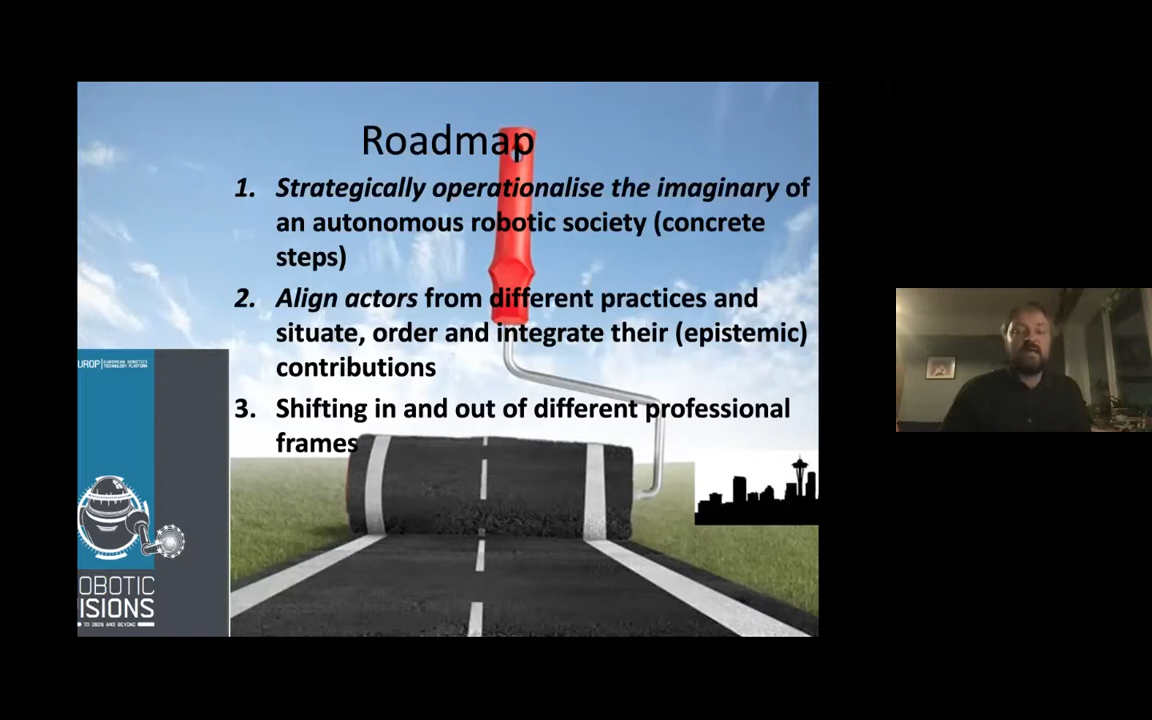 Roadmap
1. Strategically operationalise the imaginary of
an autonomous robotic society (concrete
steps)
2. Align actors from different practices and
situate, order and integrate their (epistemic)
contributions
3. Shifting in and out of different professional
frames
UROP EUROPEAN ROBOTICS
TECHNOLOGY PLATFORM
OBOTIC
ISIONS
TO 2020 AND BEYOND